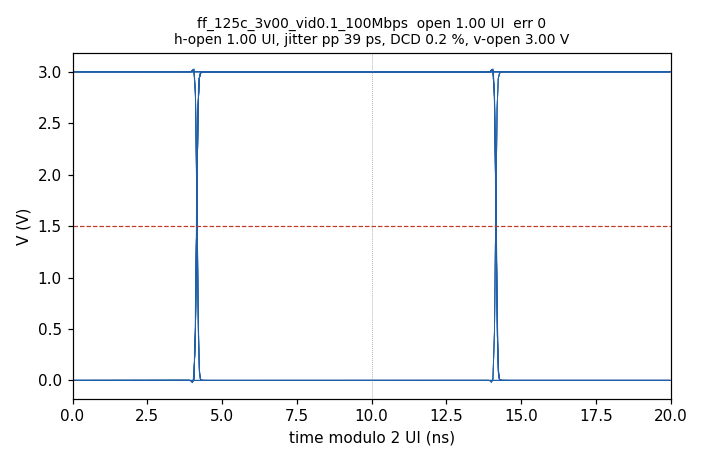 ff_125c_3v00_vid0.1_100Mbps  open 1.00 UI  err 0
h-open 1.00 UI, jitter pp 39 ps, DCD 0.2 %, v-open 3.00 V
V (V)
3.0
2.5
2.0
1.5
1.0
0.5
0.0
0.0 2.5 5.0 7.5 10.0 12.5 15.0 17.5 20.0
time modulo 2 UI (ns)